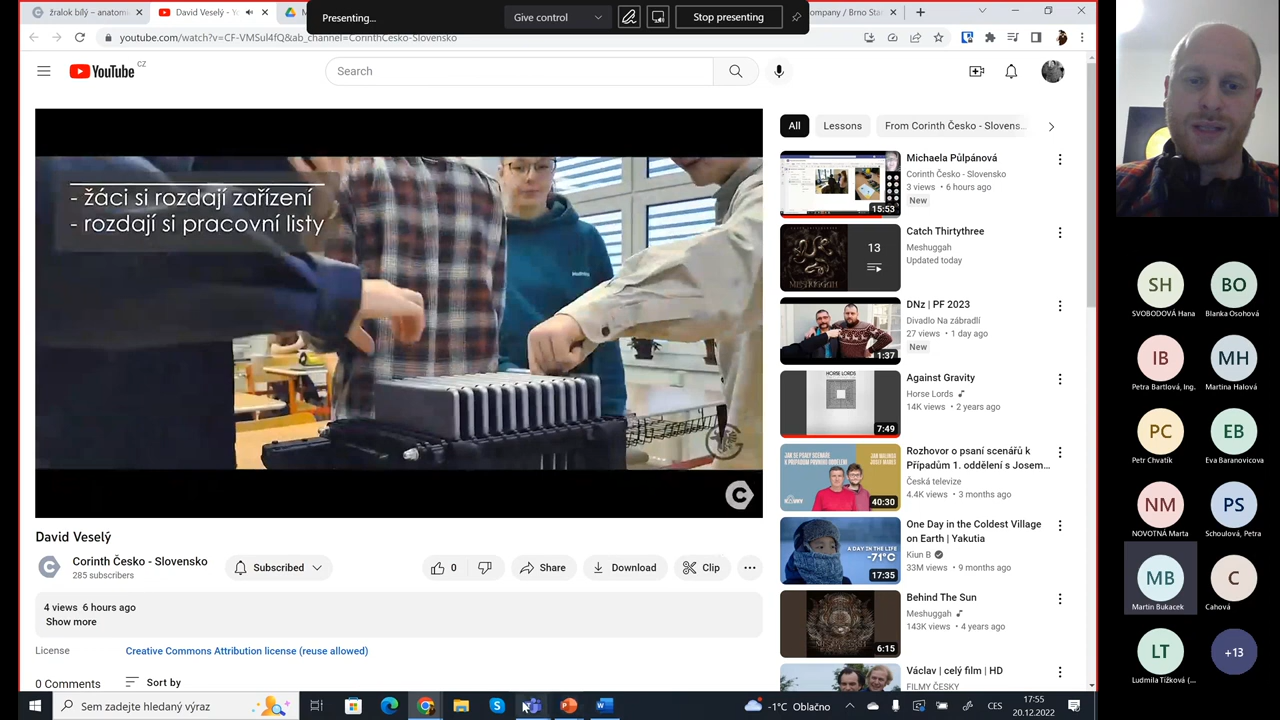 žralok bílý - anatom
David Veselý - Y
M
Presenting...
Give control
Stop presenting
ompany / Brno Sta
youtube.com/watch?v=CF-VMSuI4fQ&ab_channel=CorinthČesko-Slovensko
YouTube CZ
Search
- žáci si rozdají zařízení
- rozdají si pracovní listy
David Veselý
Corinth Česko - Slovensko
285 subscribers
Subscribed
0
Share
Download
Clip
4 views 6 hours ago
Show more
License
Creative Commons Attribution license (reuse allowed)
0 Comments
Sort by
All
Lessons
From Corinth Česko - Slovens...
Michaela Půlpánová
Corinth Česko - Slovensko
3 views • 6 hours ago
New
15:53
Catch Thirtythree
Meshuggah
Updated today
13
DNz | PF 2023
Divadlo Na zábradlí
27 views • 1 day ago
New
1:37
Against Gravity
Horse Lords
14K views • 2 years ago
HORSE LORDS
7:49
Rozhovor o psaní scenářů k
Případům 1. oddělení s Josem...
Česká televize
4.4K views • 3 months ago
40:30
One Day in the Coldest Village
on Earth | Yakutia
Kiun B
33M views • 9 months ago
A DAY IN THE LIFE
-71°C
17:35
Behind The Sun
Meshuggah
143K views • 4 years ago
6:15
Václav | celý film | HD
FILMY ČESKY
SH
SVOBODOVÁ Hana
BO
Blanka Osohová
IB
Petra Bartlová, Ing.
MH
Martina Halová
PC
Petr Chvatík
EB
Eva Baranovicova
NM
NOVOTNÁ Marta
PS
Schoulová, Petra
MB
Martin Bukacek
C
Cahová
LT
Ludmila Tížková (...
+13
Sem zadejte hledaný výraz
-1°C Oblačno
CES
17:55
20.12.2022